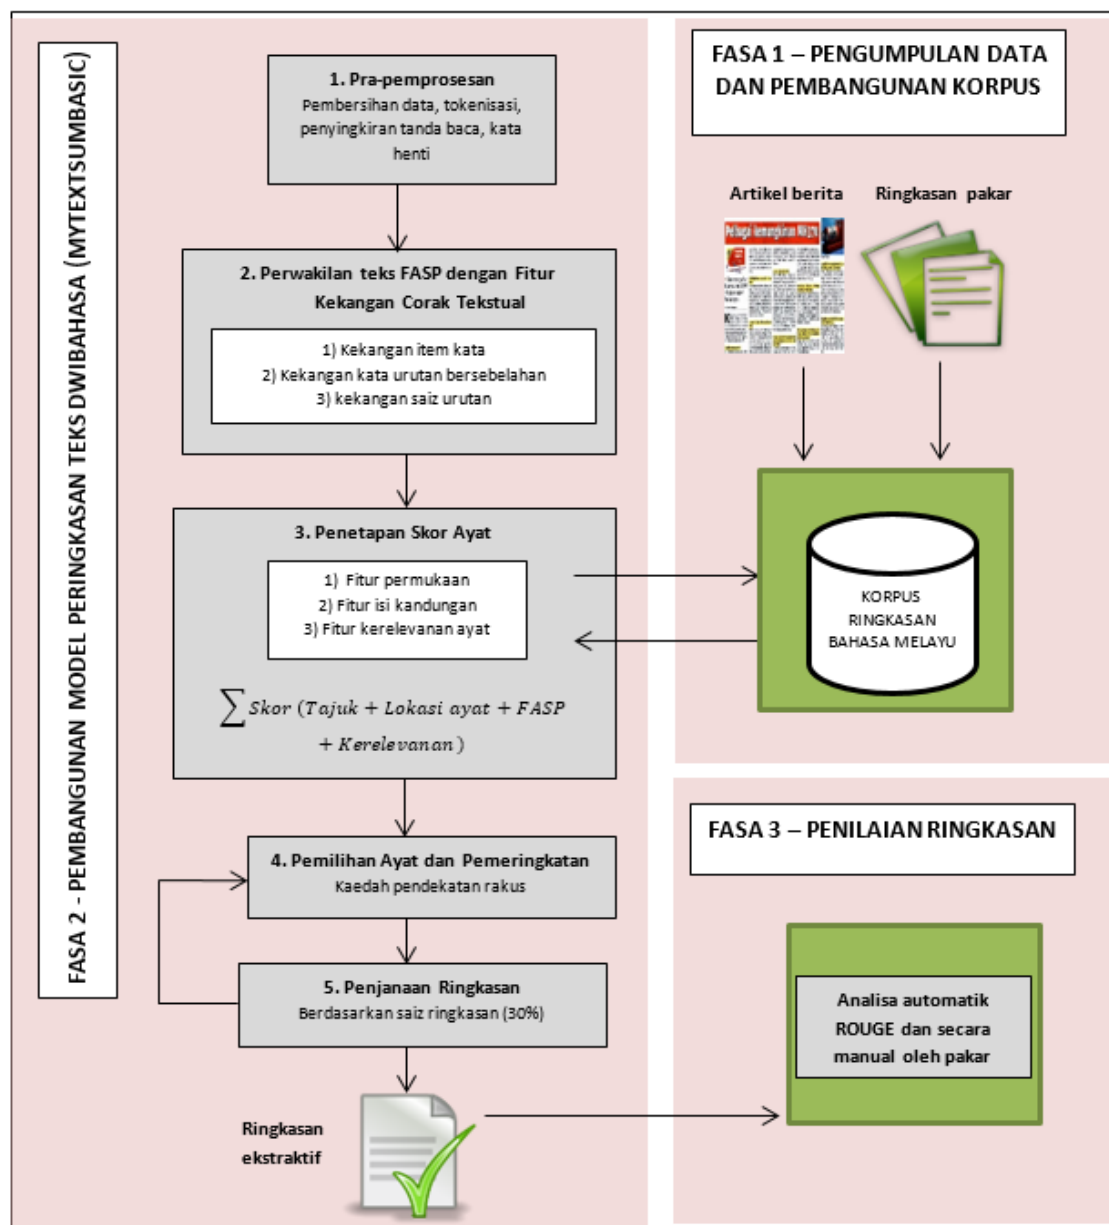 FASA 2 - PEMBANGUNAN MODEL PERINGKASAN TEKS DWIBAHASA (MYTEXTSUMBASIC)
1. Pra-pemprosesan
Pembersihan data, tokenisasi,
penyingkiran tanda baca, kata
henti
2. Perwakilan teks FASP dengan Fitur
Kekangan Corak Tekstual
1) Kekangan item kata
2) Kekangan kata urutan bersebelahan
3) kekangan saiz urutan
3. Penetapan Skor Ayat
1) Fitur permukaan
2) Fitur isi kandungan
3) Fitur kerelevanan ayat
∑ Skor (Tajuk + Lokasi ayat + FASP
+ Kerelevanan)
4. Pemilihan Ayat dan Pemeringkatan
Kaedah pendekatan rakus
5. Penjanaan Ringkasan
Berdasarkan saiz ringkasan (30%)
Ringkasan
ekstraktif
FASA 1 – PENGUMPULAN DATA
DAN PEMBANGUNAN KORPUS
Artikel berita
Ringkasan pakar
Pelbagai kemungkinan MH370
KORPUS
RINGKASAN
BAHASA MELAYU
FASA 3 – PENILAIAN RINGKASAN
Analisa automatik
ROUGE dan secara
manual oleh pakar